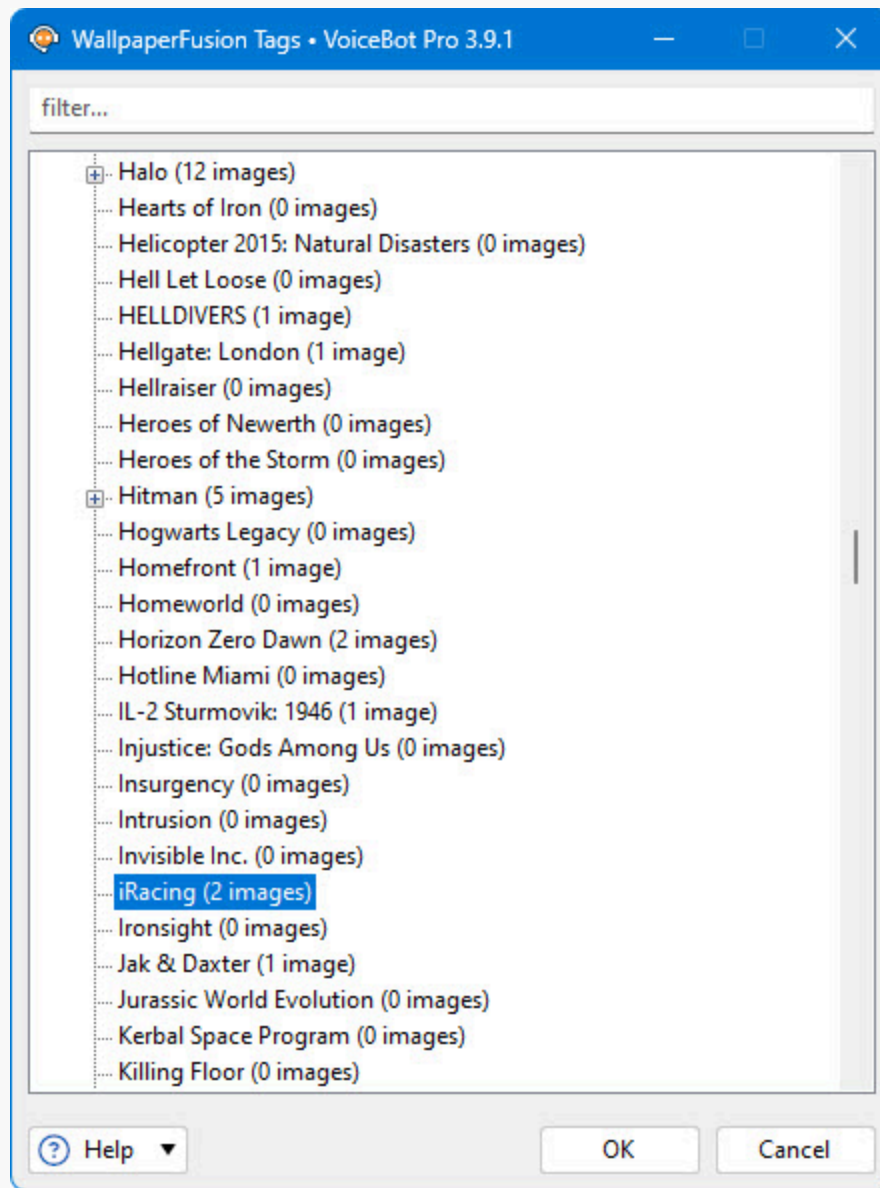 WallpaperFusion Tags • VoiceBot Pro 3.9.1
filter...
Halo (12 images)
Hearts of Iron (0 images)
Helicopter 2015: Natural Disasters (0 images)
Hell Let Loose (0 images)
HELLDIVERS (1 image)
Hellgate: London (1 image)
Hellraiser (0 images)
Heroes of Newerth (0 images)
Heroes of the Storm (0 images)
Hitman (5 images)
Hogwarts Legacy (0 images)
Homefront (1 image)
Homeworld (0 images)
Horizon Zero Dawn (2 images)
Hotline Miami (0 images)
IL-2 Sturmovik: 1946 (1 image)
Injustice: Gods Among Us (0 images)
Insurgency (0 images)
Intrusion (0 images)
Invisible Inc. (0 images)
iRacing (2 images)
Ironsight (0 images)
Jak & Daxter (1 image)
Jurassic World Evolution (0 images)
Kerbal Space Program (0 images)
Killing Floor (0 images)
? Help OK Cancel